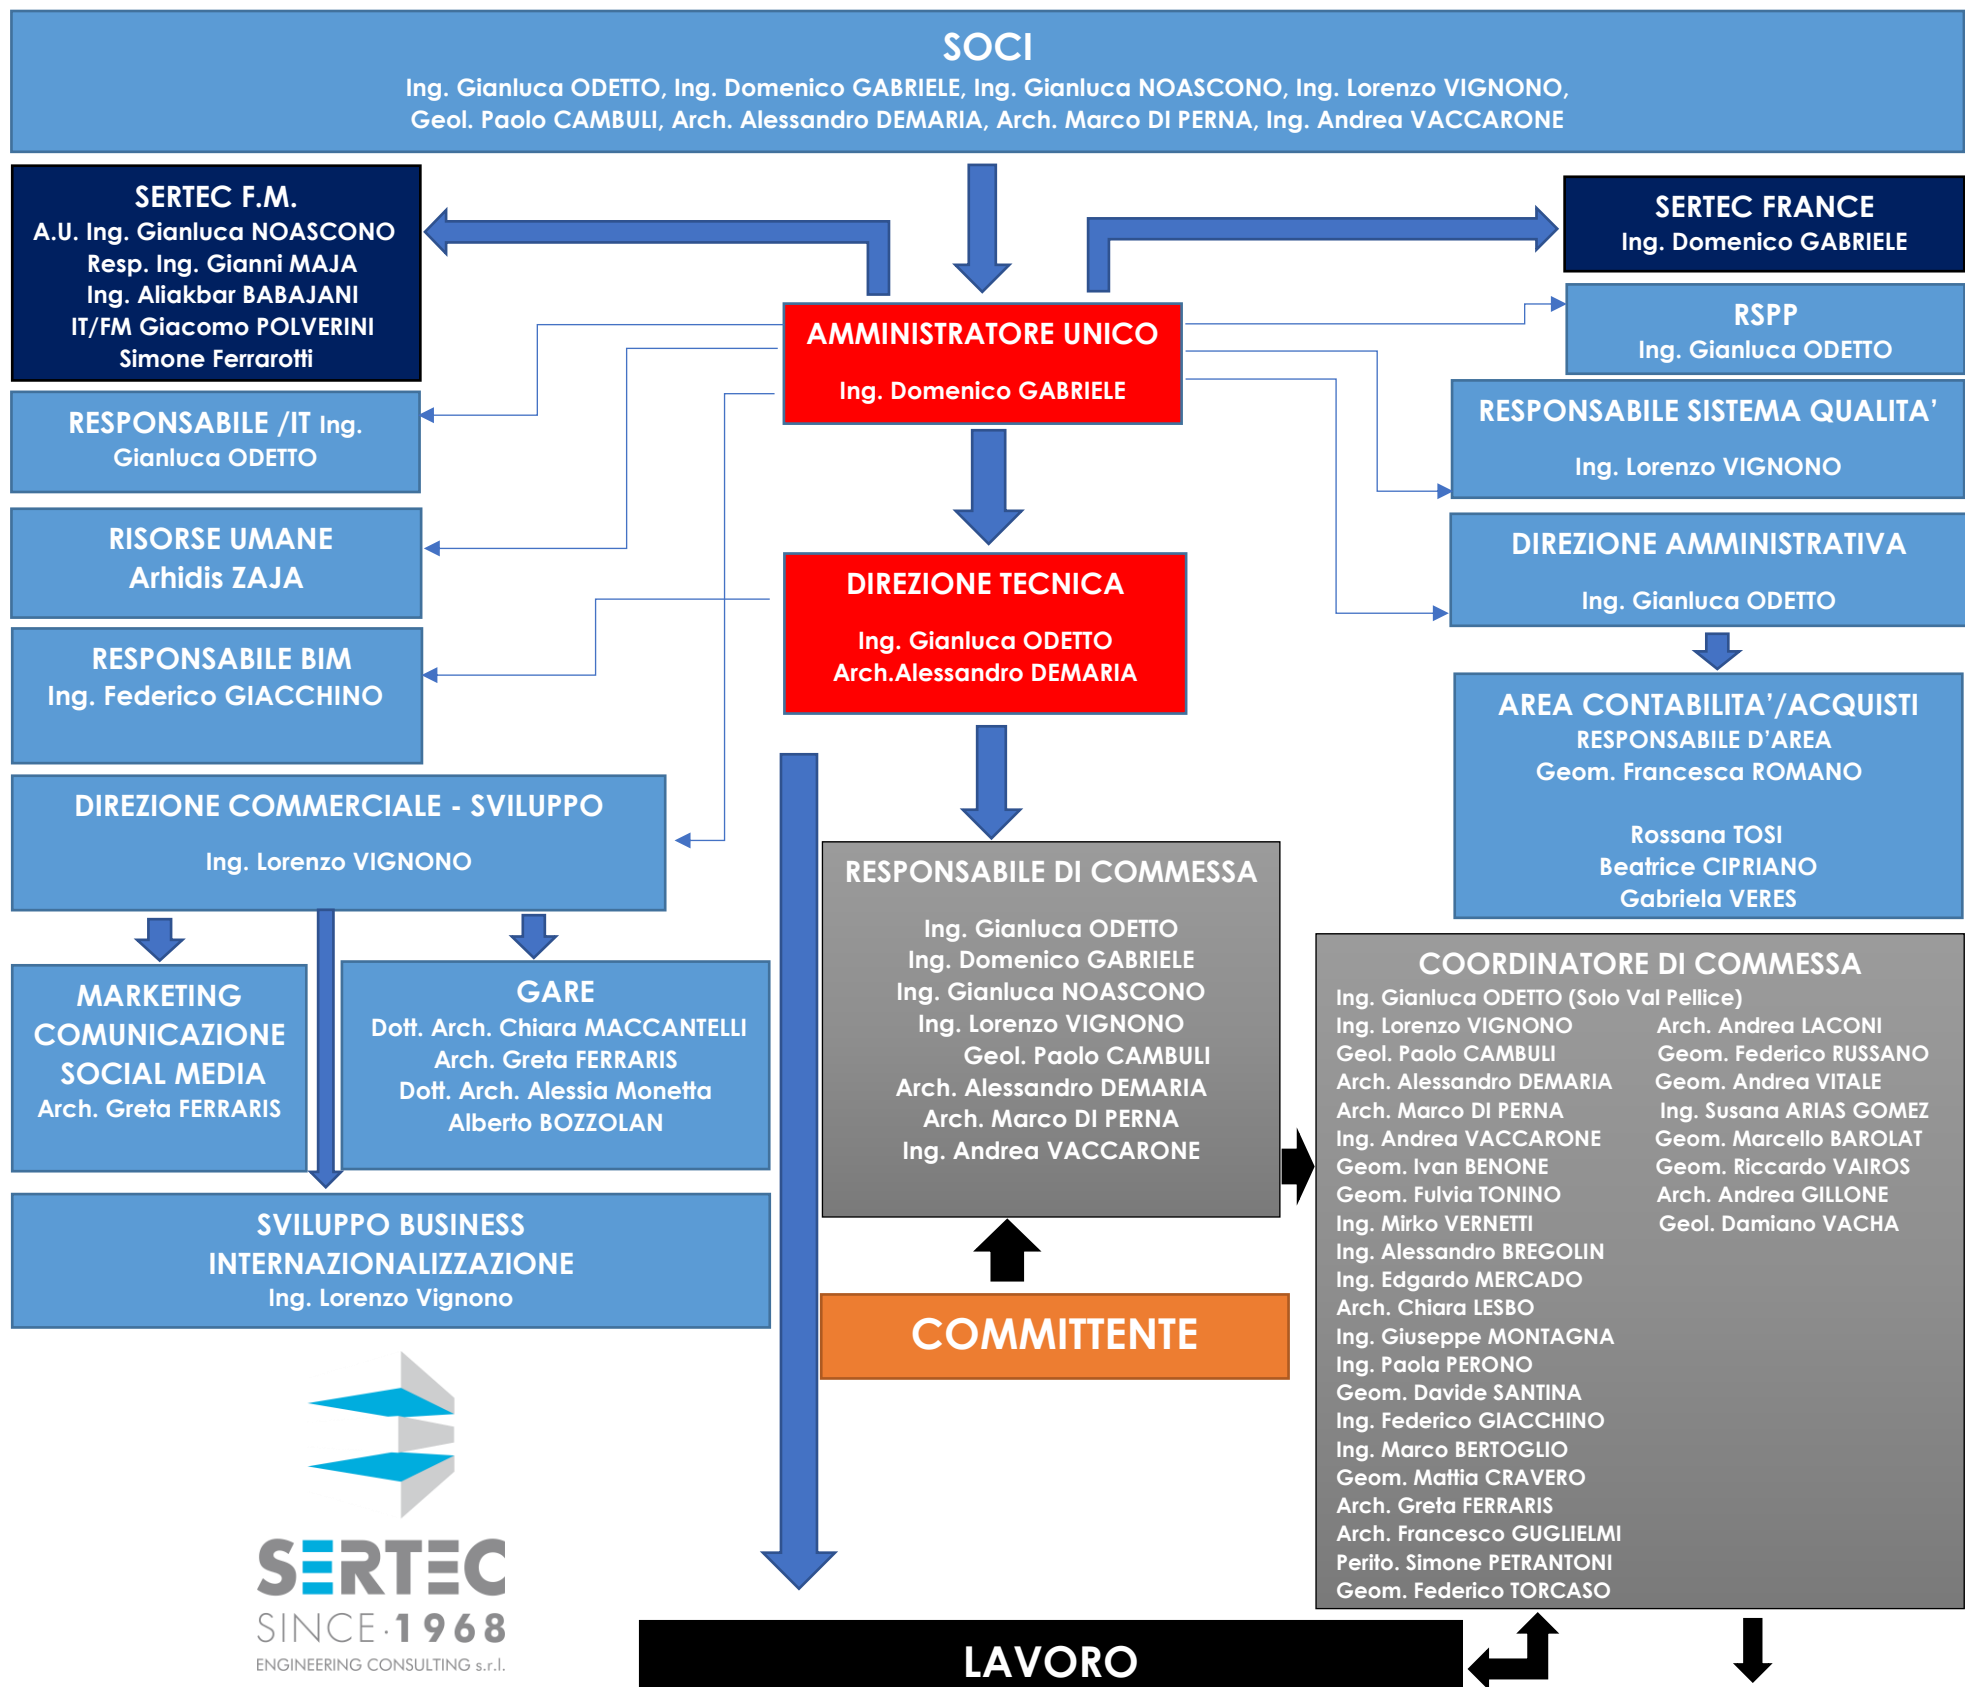 SOCI
Ing. Gianluca ODETTO, Ing. Domenico GABRIELE, Ing. Gianluca NOASCONO, Ing. Lorenzo VIGNONO,
Geol. Paolo CAMBULI, Arch. Alessandro DEMARIA, Arch. Marco DI PERNA, Ing. Andrea VACCARONE
SERTEC F.M.
A.U. Ing. Gianluca NOASCONO
Resp. Ing. Gianni MAJA
Ing. Aliakbar BABAJANI
IT/FM Giacomo POLVERINI
Simone Ferrarotti
SERTEC FRANCE
Ing. Domenico GABRIELE
AMMINISTRATORE UNICO
Ing. Domenico GABRIELE
RSPP
Ing. Gianluca ODETTO
RESPONSABILE /IT Ing.
Gianluca ODETTO
RESPONSABILE SISTEMA QUALITA'
Ing. Lorenzo VIGNONO
RISORSE UMANE
Arhidis ZAJA
DIREZIONE TECNICA
Ing. Gianluca ODETTO
Arch.Alessandro DEMARIA
DIREZIONE AMMINISTRATIVA
Ing. Gianluca ODETTO
RESPONSABILE BIM
Ing. Federico GIACCHINO
AREA CONTABILITA'/ACQUISTI
RESPONSABILE D'AREA
Geom. Francesca ROMANO
Rossana TOSI
Beatrice CIPRIANO
Gabriela VERES
DIREZIONE COMMERCIALE - SVILUPPO
Ing. Lorenzo VIGNONO
RESPONSABILE DI COMMESSA
Ing. Gianluca ODETTO
Ing. Domenico GABRIELE
Ing. Gianluca NOASCONO
Ing. Lorenzo VIGNONO
Geol. Paolo CAMBULI
Arch. Alessandro DEMARIA
Arch. Marco DI PERNA
Ing. Andrea VACCARONE
MARKETING
COMUNICAZIONE
SOCIAL MEDIA
Arch. Greta FERRARIS
GARE
Dott. Arch. Chiara MACCANTELLI
Arch. Greta FERRARIS
Dott. Arch. Alessia Monetta
Alberto BOZZOLAN
COORDINATORE DI COMMESSA
Ing. Gianluca ODETTO (Solo Val Pellice)
Ing. Lorenzo VIGNONO
Geol. Paolo CAMBULI
Arch. Alessandro DEMARIA
Arch. Marco DI PERNA
Ing. Andrea VACCARONE
Geom. Ivan BENONE
Geom. Fulvia TONINO
Ing. Mirko VERNETTI
Ing. Alessandro BREGOLIN
Ing. Edgardo MERCADO
Arch. Chiara LESBO
Ing. Giuseppe MONTAGNA
Ing. Paola PERONO
Geom. Davide SANTINA
Ing. Federico GIACCHINO
Ing. Marco BERTOGLIO
Geom. Mattia CRAVERO
Arch. Greta FERRARIS
Arch. Francesco GUGLIELMI
Perito. Simone PETRANTONI
Geom. Federico TORCASO
Arch. Andrea LACONI
Geom. Federico RUSSANO
Geom. Andrea VITALE
Ing. Susana ARIAS GOMEZ
Geom. Marcello BAROLAT
Geom. Riccardo VAIROS
Arch. Andrea GILLONE
Geol. Damiano VACHA
SVILUPPO BUSINESS
INTERNAZIONALIZZAZIONE
Ing. Lorenzo Vignono
COMMITTENTE
SERTEC
SINCE·1968
ENGINEERING CONSULTING s.r.l.
LAVORO